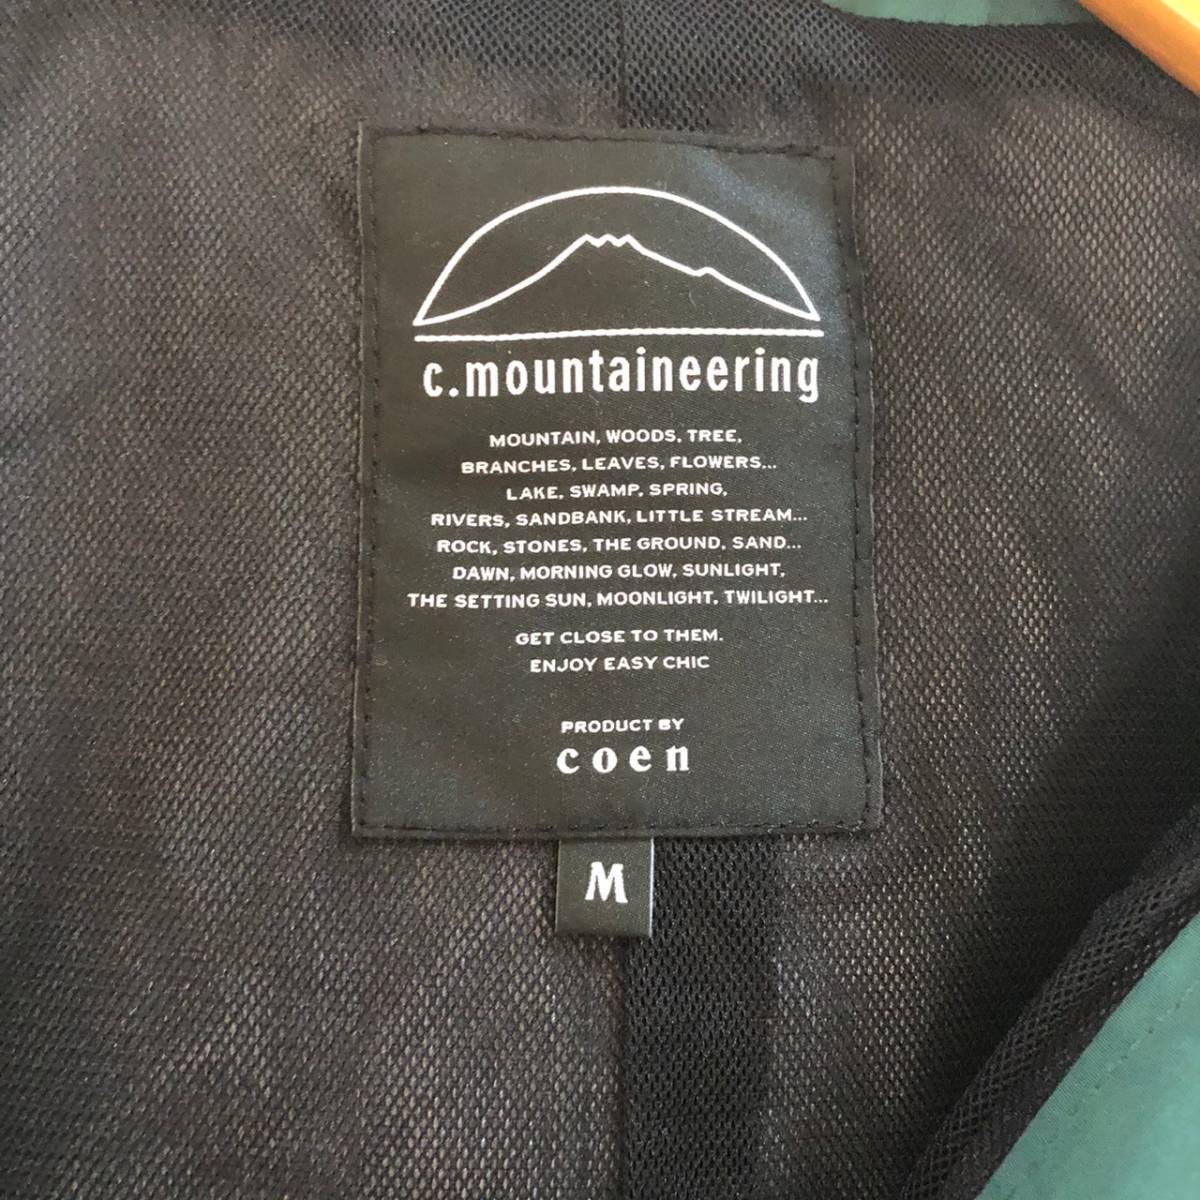 c.mountaineering
MOUNTAIN, WOODS, TREE,
BRANCHES, LEAVES, FLOWERS...
LAKE, SWAMP, SPRING,
RIVERS, SANDBANK, LITTLE STREAM...
ROCK, STONES, THE GROUND, SAND...
DAWN, MORNING GLOW, SUNLIGHT,
THE SETTING SUN, MOONLIGHT, TWILIGHT...
GET CLOSE TO THEM.
ENJOY EASY CHIC
PRODUCT BY
coen
M